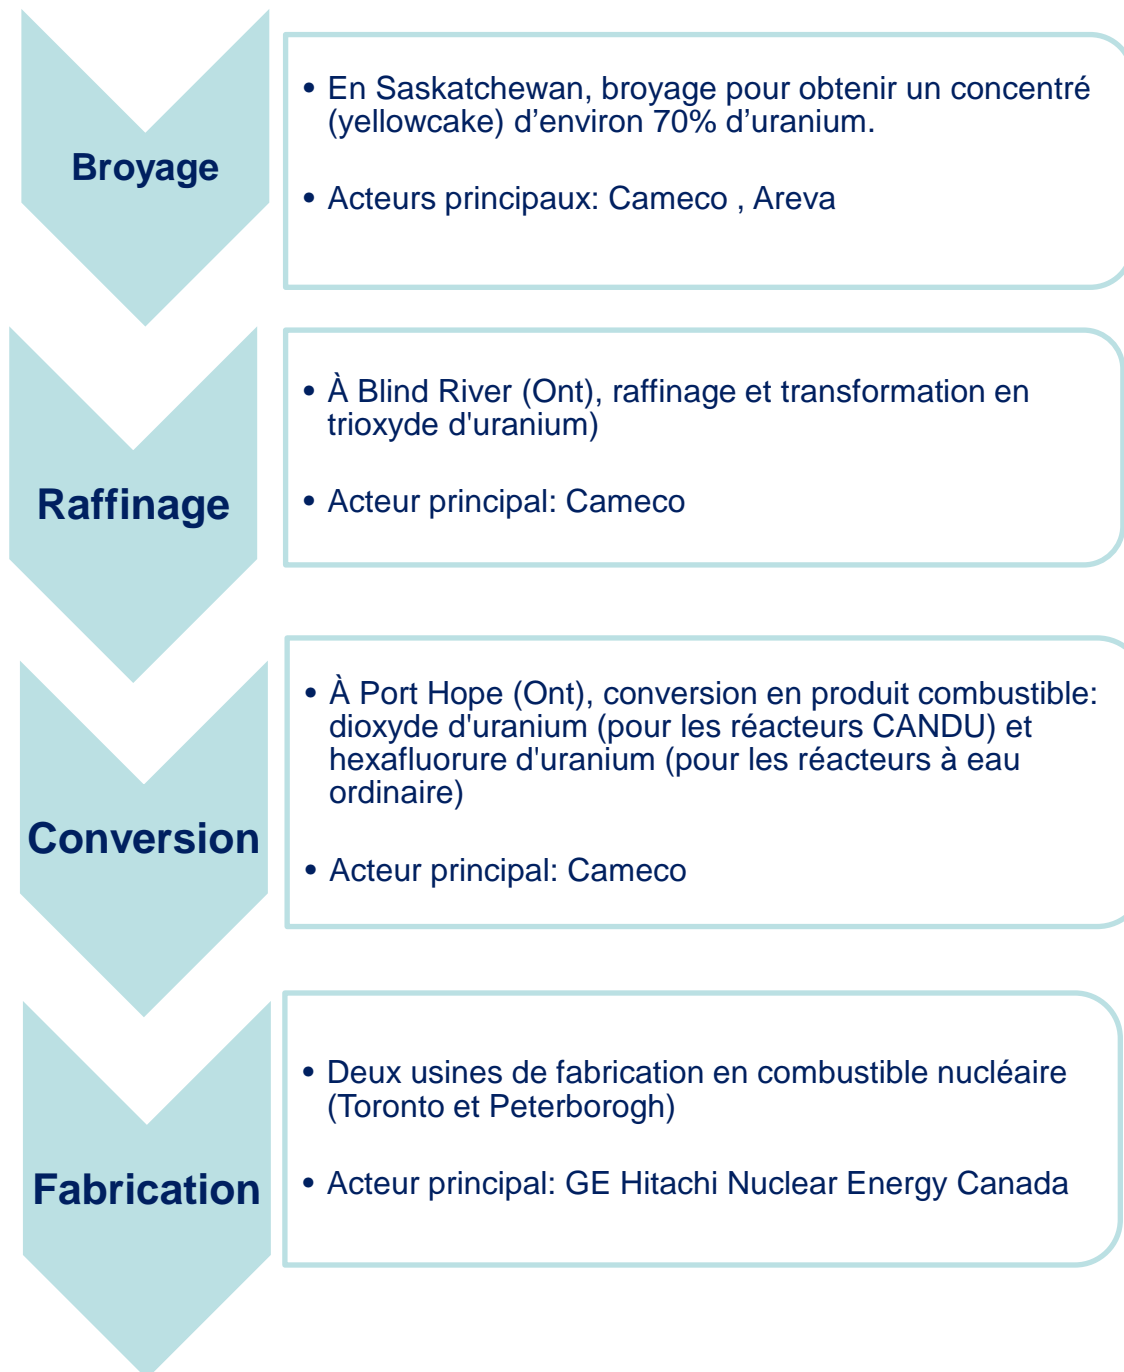 Broyage
• En Saskatchewan, broyage pour obtenir un concentré
(yellowcake) d’environ 70% d’uranium.
• Acteurs principaux: Cameco , Areva
Raffinage
• À Blind River (Ont), raffinage et transformation en
trioxyde d'uranium)
• Acteur principal: Cameco
Conversion
• À Port Hope (Ont), conversion en produit combustible:
dioxyde d'uranium (pour les réacteurs CANDU) et
hexafluorure d'uranium (pour les réacteurs à eau
ordinaire)
• Acteur principal: Cameco
Fabrication
• Deux usines de fabrication en combustible nucléaire
(Toronto et Peterborogh)
• Acteur principal: GE Hitachi Nuclear Energy Canada